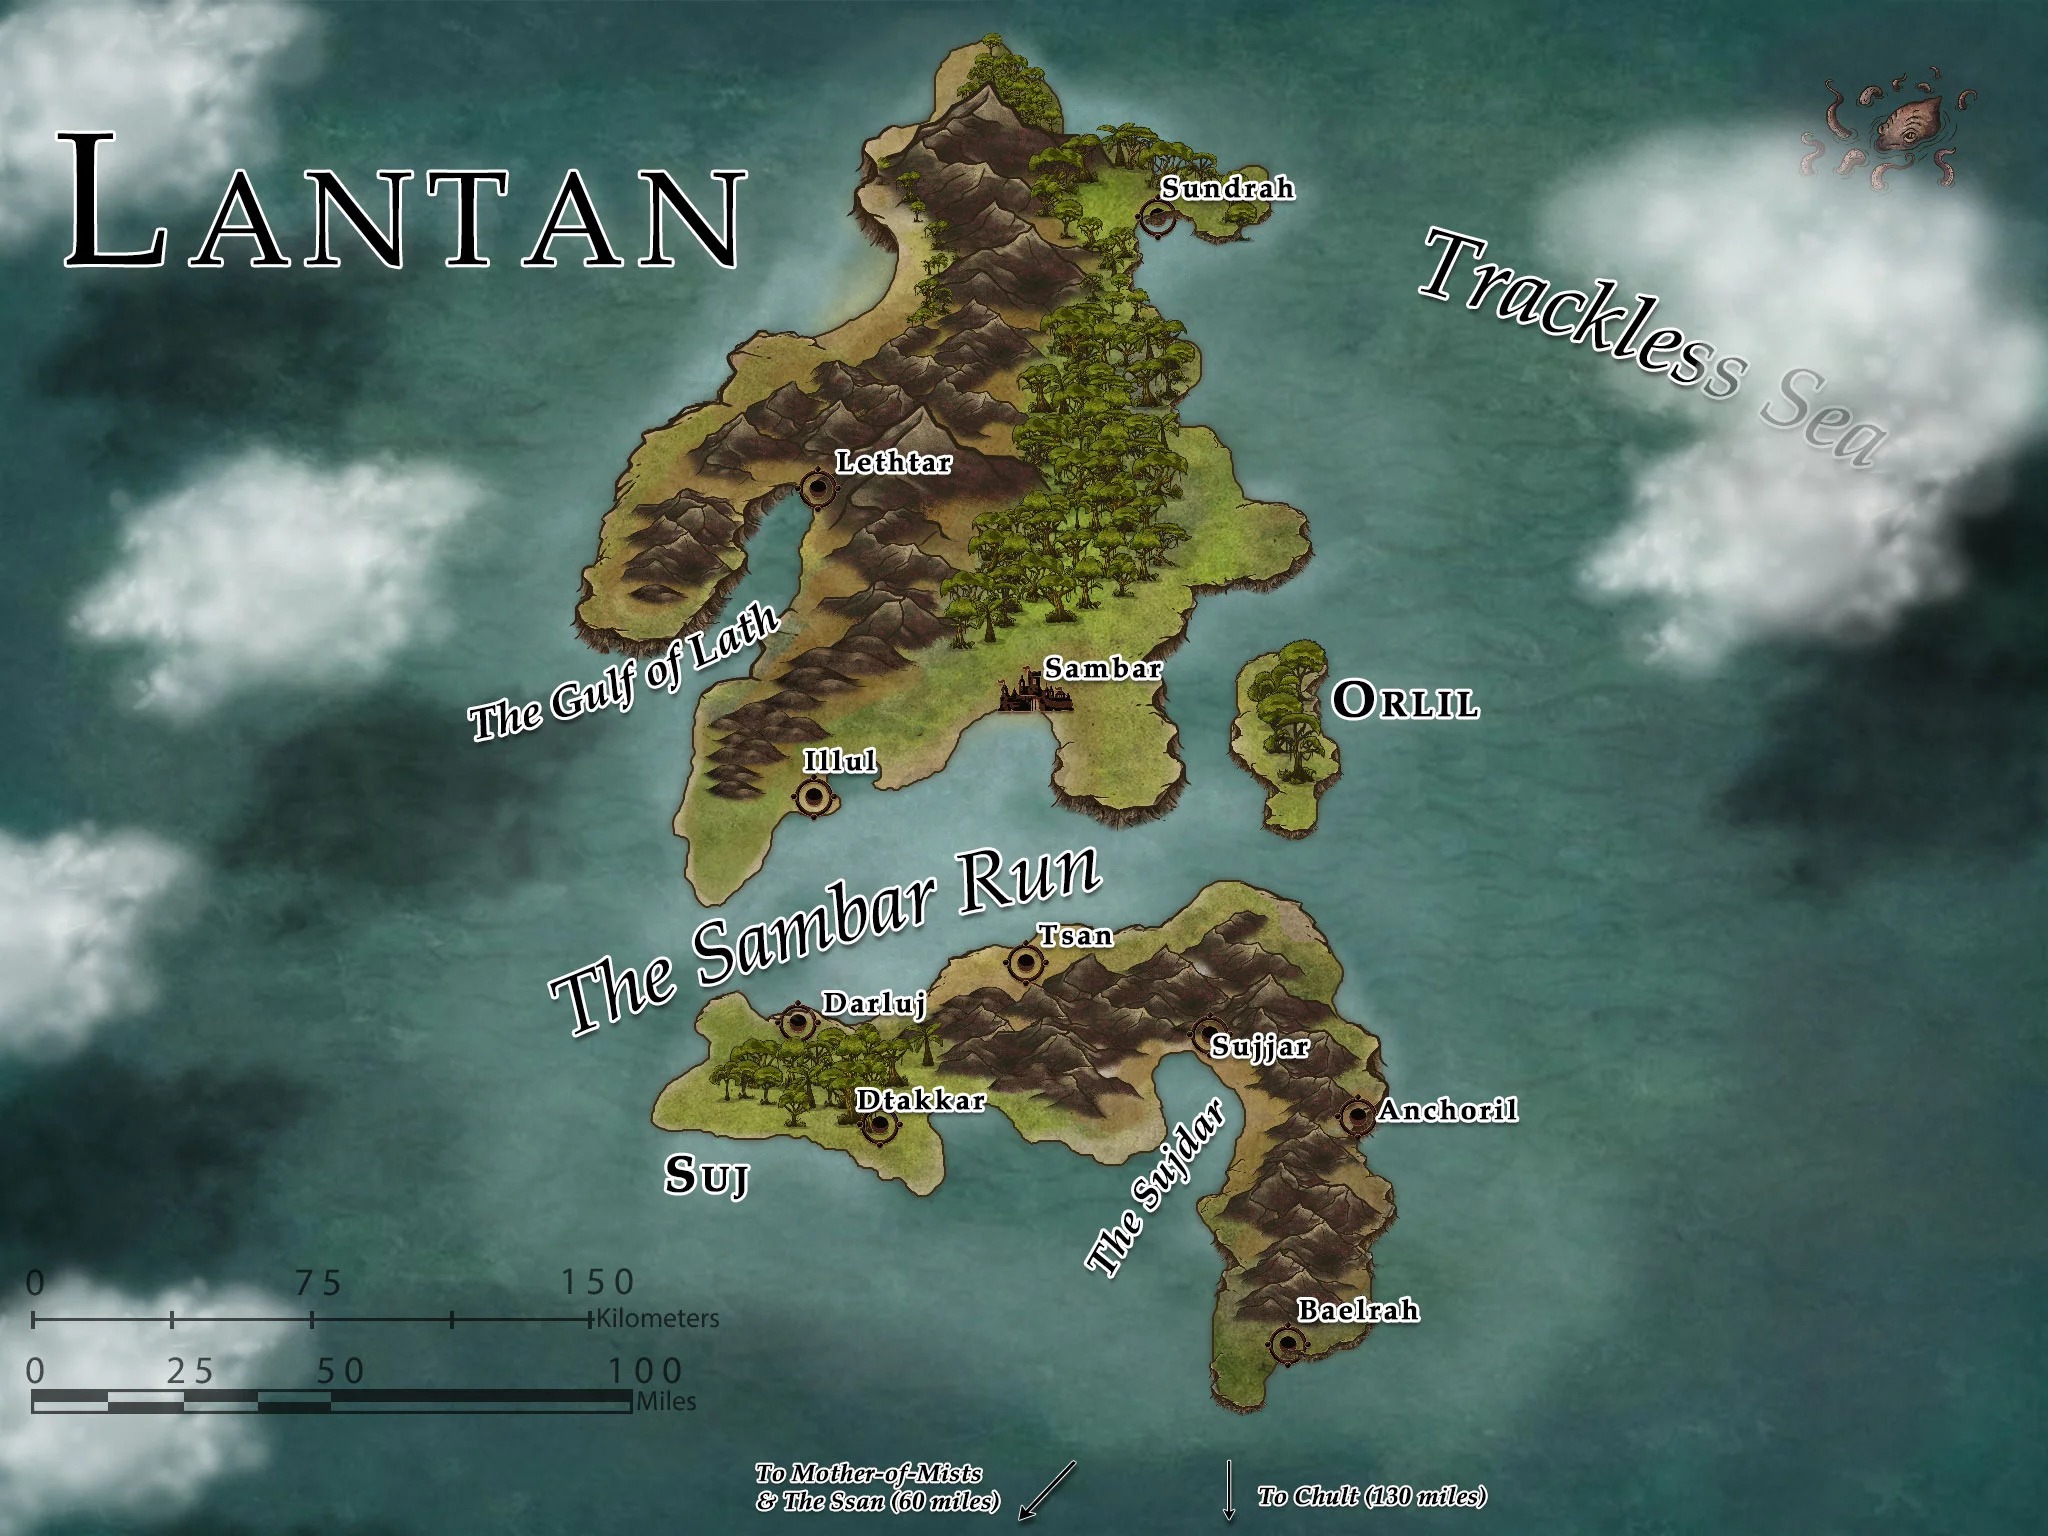 LANTAN
Sundrah
Trackless Sea
Lethtar
The Gulf of Lath
Sambar
ORLIL
Illul
The Sambar Run
Tsan
Darluj
Sujjar
Dtakkar
Anchoril
SUJ
The Sujdar
Baelrah
0 75 150
Kilometers
0 25 50 100
Miles
To Mother-of-Mists
& The Ssan (60 miles)
To Chult (130 miles)